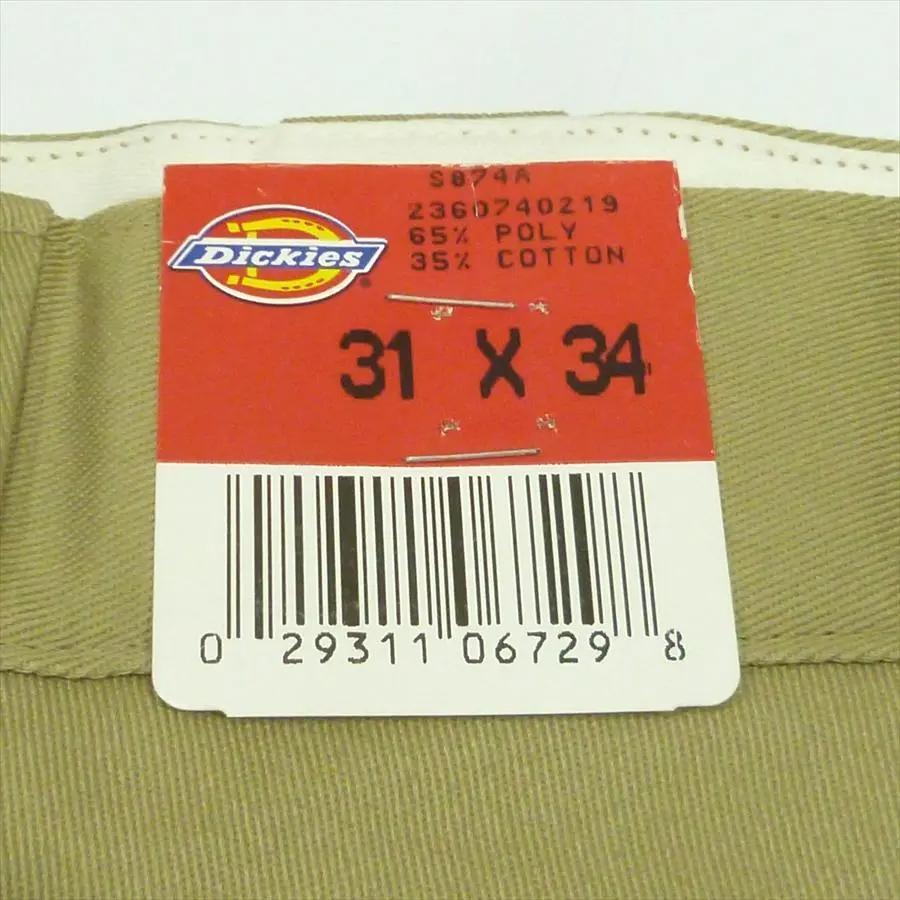 S874A
2360740219
65% POLY
35% COTTON
Dickies®
31 X 34
0 29311 06729 8